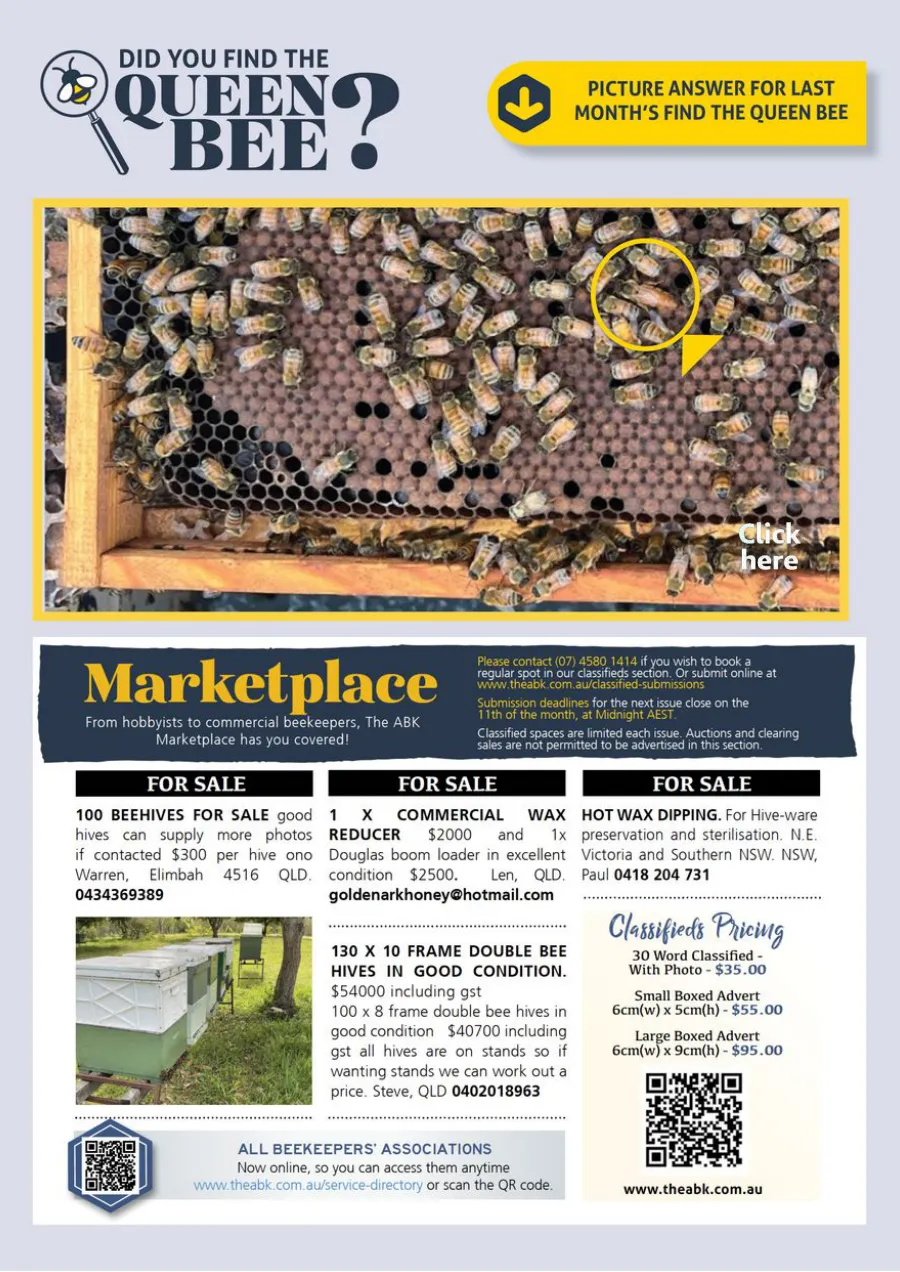 DID YOU FIND THE
QUEEN
BEE?
PICTURE ANSWER FOR LAST
MONTH'S FIND THE QUEEN BEE
Click
here
Marketplace
From hobbyists to commercial beekeepers, The ABK
Marketplace has you covered!
Please contact (07) 4580 1414 if you wish to book a
regular spot in our classifieds section. Or submit online at
www.theabk.com.au/classified-submissions
Submission deadlines for the next issue close on the
11th of the month, at Midnight AEST.
Classified spaces are limited each issue. Auctions and clearing
sales are not permitted to be advertised in this section.
FOR SALE
100 BEEHIVES FOR SALE good
hives can supply more photos
if contacted $300 per hive ono
Warren, Elimbah 4516 QLD.
0434369389
FOR SALE
1 X COMMERCIAL WAX
REDUCER $2000 and 1x
Douglas boom loader in excellent
condition $2500. Len, QLD.
goldenarkhoney@hotmail.com
130 X 10 FRAME DOUBLE BEE
HIVES IN GOOD CONDITION.
$54000 including gst
100 x 8 frame double bee hives in
good condition $40700 including
gst all hives are on stands so if
wanting stands we can work out a
price. Steve, QLD 0402018963
FOR SALE
HOT WAX DIPPING. For Hive-ware
preservation and sterilisation. N.E.
Victoria and Southern NSW. NSW,
Paul 0418 204 731
Classifieds Pricing
30 Word Classified -
With Photo - $35.00
Small Boxed Advert
6cm(w) x 5cm(h) - $55.00
Large Boxed Advert
6cm(w) x 9cm(h) - $95.00
www.theabk.com.au
ALL BEEKEEPERS' ASSOCIATIONS
Now online, so you can access them anytime
www.theabk.com.au/service-directory or scan the QR code.